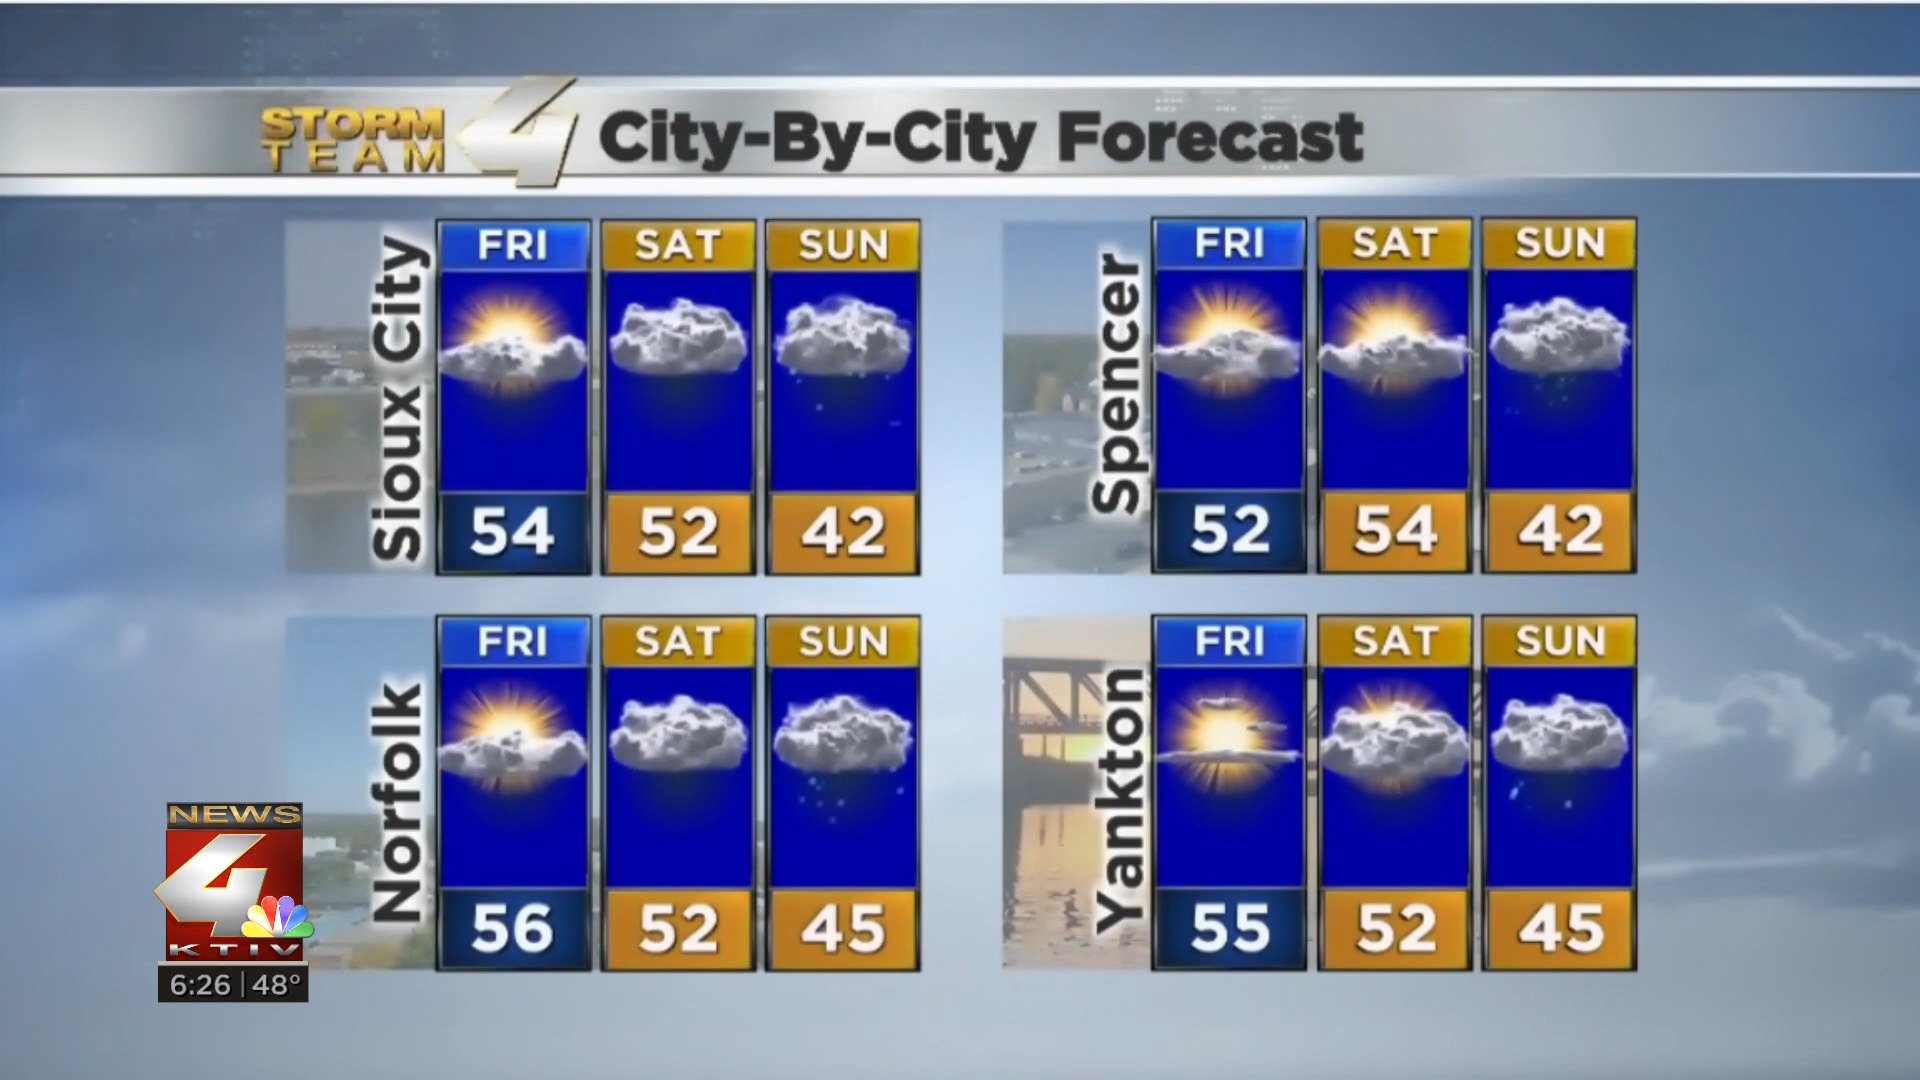 STORM TEAM 4 City-By-City Forecast
Sioux City
FRI SAT SUN
54 52 42
Spencer
FRI SAT SUN
52 54 42
Norfolk
FRI SAT SUN
56 52 45
Yankton
FRI SAT SUN
55 52 45
NEWS
4
KTIV
6:26 48°